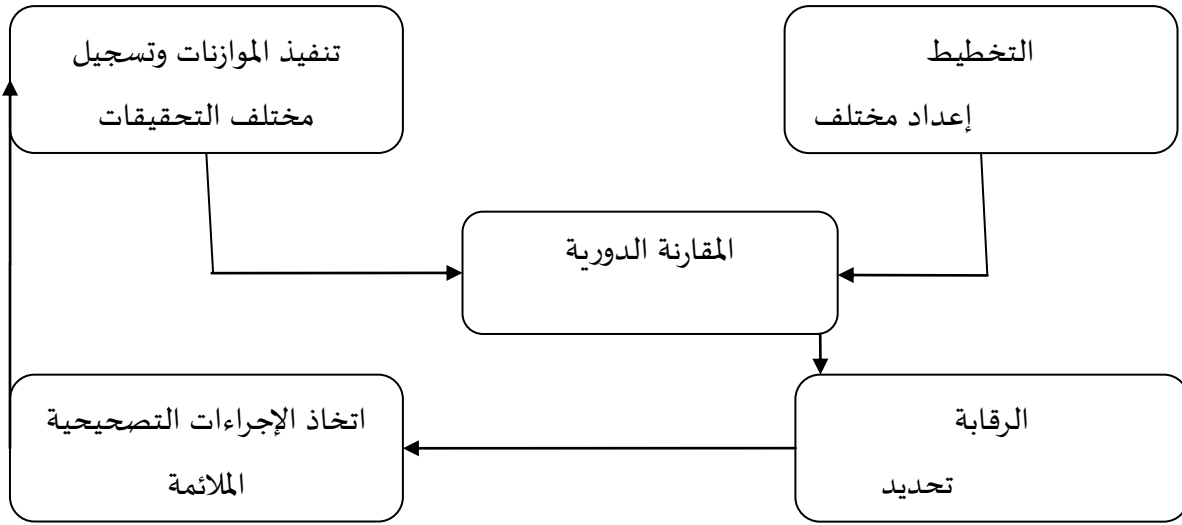 التخطيط
إعداد مختلف
تنفيذ الموازنات وتسجيل
مختلف التحقيقات
المقارنة الدورية
الرقابة
تحديد
اتخاذ الإجراءات التصحيحية
الملائمة